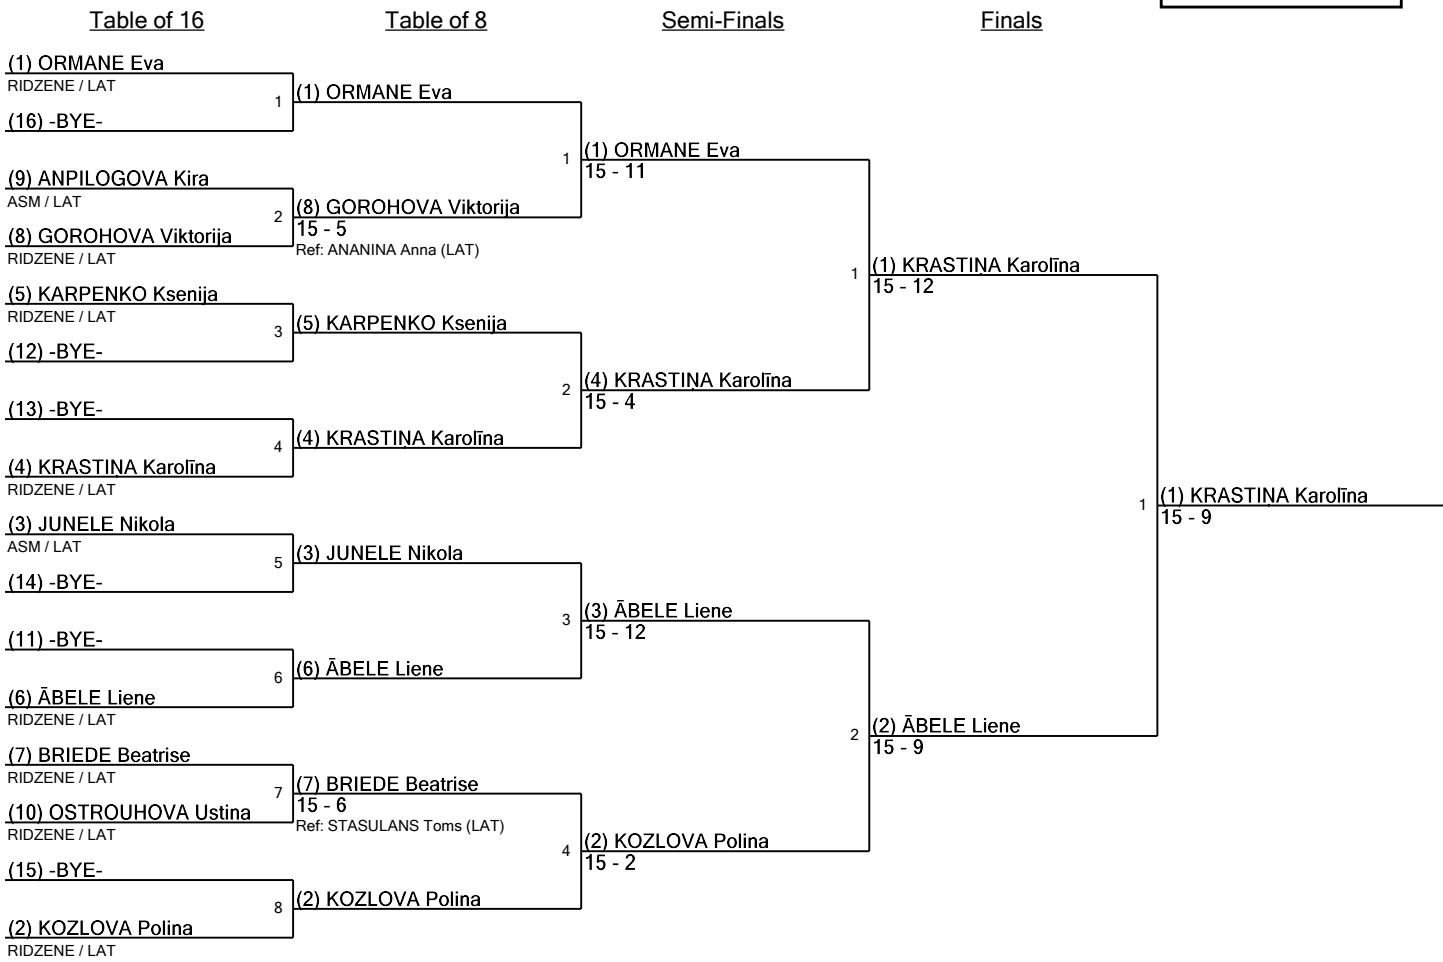 Table of 16
Table of 8
Semi-Finals
Finals
(1) ORMANE Eva
RIDZENE / LAT
1
(16) -BYE-
(9) ANPILOGOVA Kira
ASM / LAT
2
(8) GOROHOVA Viktorija
RIDZENE / LAT
(5) KARPENKO Ksenija
RIDZENE / LAT
3
(12) -BYE-
(13) -BYE-
4
(4) KRASTIŅA Karolīna
RIDZENE / LAT
(3) JUNELE Nikola
ASM / LAT
5
(14) -BYE-
(11) -BYE-
6
(6) ĀBELE Liene
RIDZENE / LAT
(7) BRIEDE Beatrise
RIDZENE / LAT
7
(10) OSTROUHOVA Ustina
RIDZENE / LAT
(15) -BYE-
8
(2) KOZLOVA Polina
RIDZENE / LAT
(1) ORMANE Eva
1
(8) GOROHOVA Viktorija
15 - 5
Ref: ANANINA Anna (LAT)
(5) KARPENKO Ksenija
2
(4) KRASTIŅA Karolīna
(3) JUNELE Nikola
3
(6) ĀBELE Liene
(7) BRIEDE Beatrise
15 - 6
Ref: STASULANS Toms (LAT)
4
(2) KOZLOVA Polina
(1) ORMANE Eva
15 - 11
1
(4) KRASTIŅA Karolīna
15 - 4
(3) ĀBELE Liene
15 - 12
2
(2) KOZLOVA Polina
15 - 2
(1) KRASTIŅA Karolīna
15 - 12
1
(2) ĀBELE Liene
15 - 9
(1) KRASTIŅA Karolīna
15 - 9